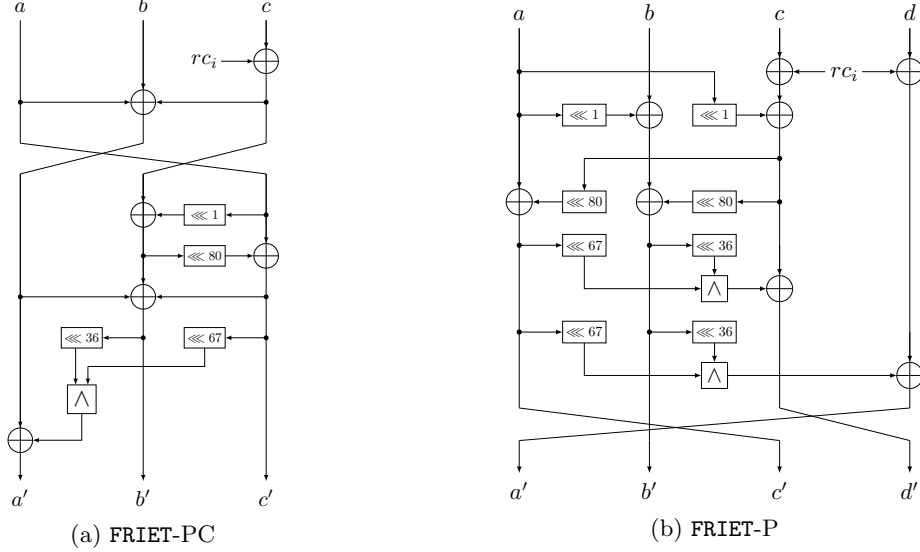 a b c
rc_i
⋘ 1
⋘ 80
⋘ 36 ⋘ 67
∧
a′ b′ c′
(a) FRIET-PC
a b c d
rc_i
⋘ 1 ⋘ 1
⋘ 80 ⋘ 80
⋘ 67 ⋘ 36
∧
⋘ 67 ⋘ 36
∧
a′ b′ c′ d′
(b) FRIET-P